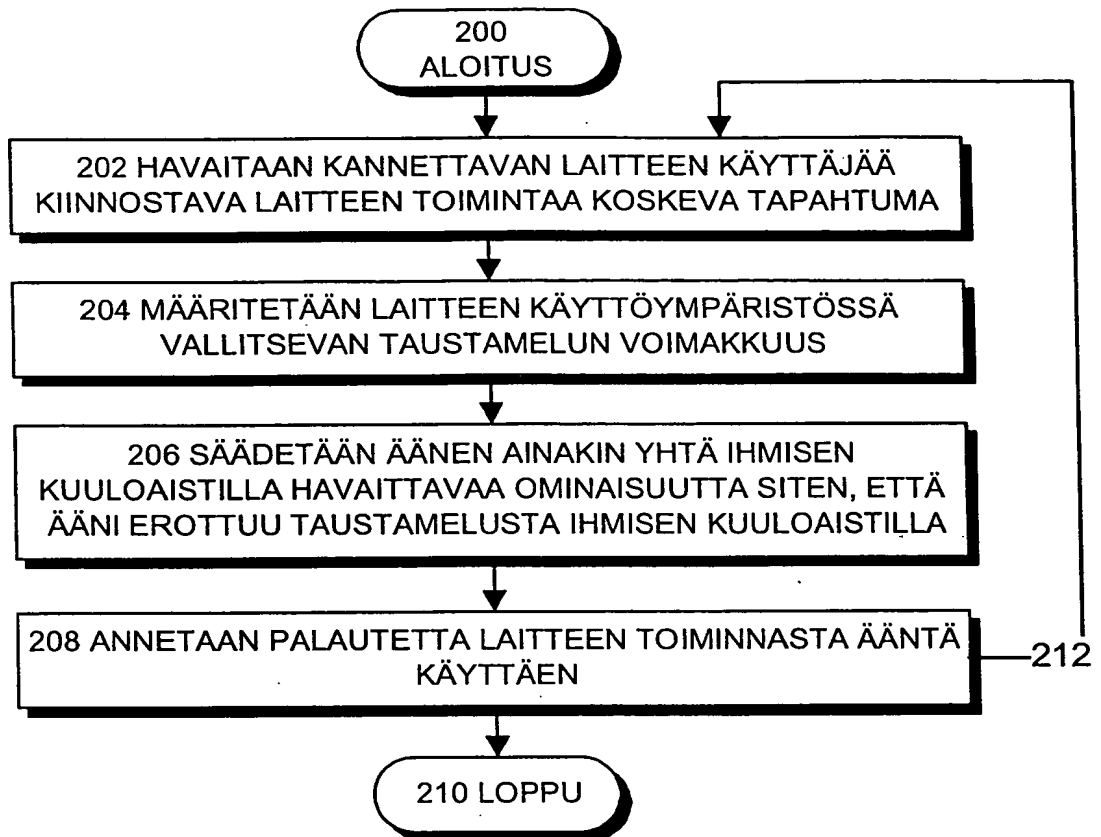 200
ALOITUS
202 HAVAITAAN KANNETTAVAN LAITTEEN KÄYTTÄJÄÄ
KIINNOSTAVA LAITTEEN TOIMINTAA KOSKEVA TAPAHTUMA
204 MÄÄRITETÄÄN LAITTEEN KÄYTTÖYMPÄRISTÖSSÄ
VALLITSEVAN TAUSTAMELUN VOIMAKKUUS
206 SÄÄDETÄÄN ÄÄNEN AINAKIN YHTÄ IHMISEN
KUULOAISTILLA HAVAITTAVAA OMINAISUUTTA SITEN, ETTÄ
ÄÄNI EROTTUU TAUSTAMELUSTA IHMISEN KUULOAISTILLA
208 ANNETAAN PALAUTETTA LAITTEEN TOIMINNASTA ÄÄNTÄ
KÄYTTÄEN
212
210 LOPPU